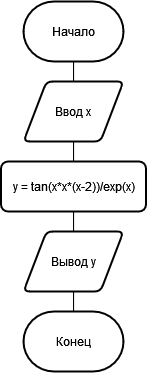 Начало
Ввод x
y = tan(x*x*(x-2))/exp(x)
Вывод y
Конец